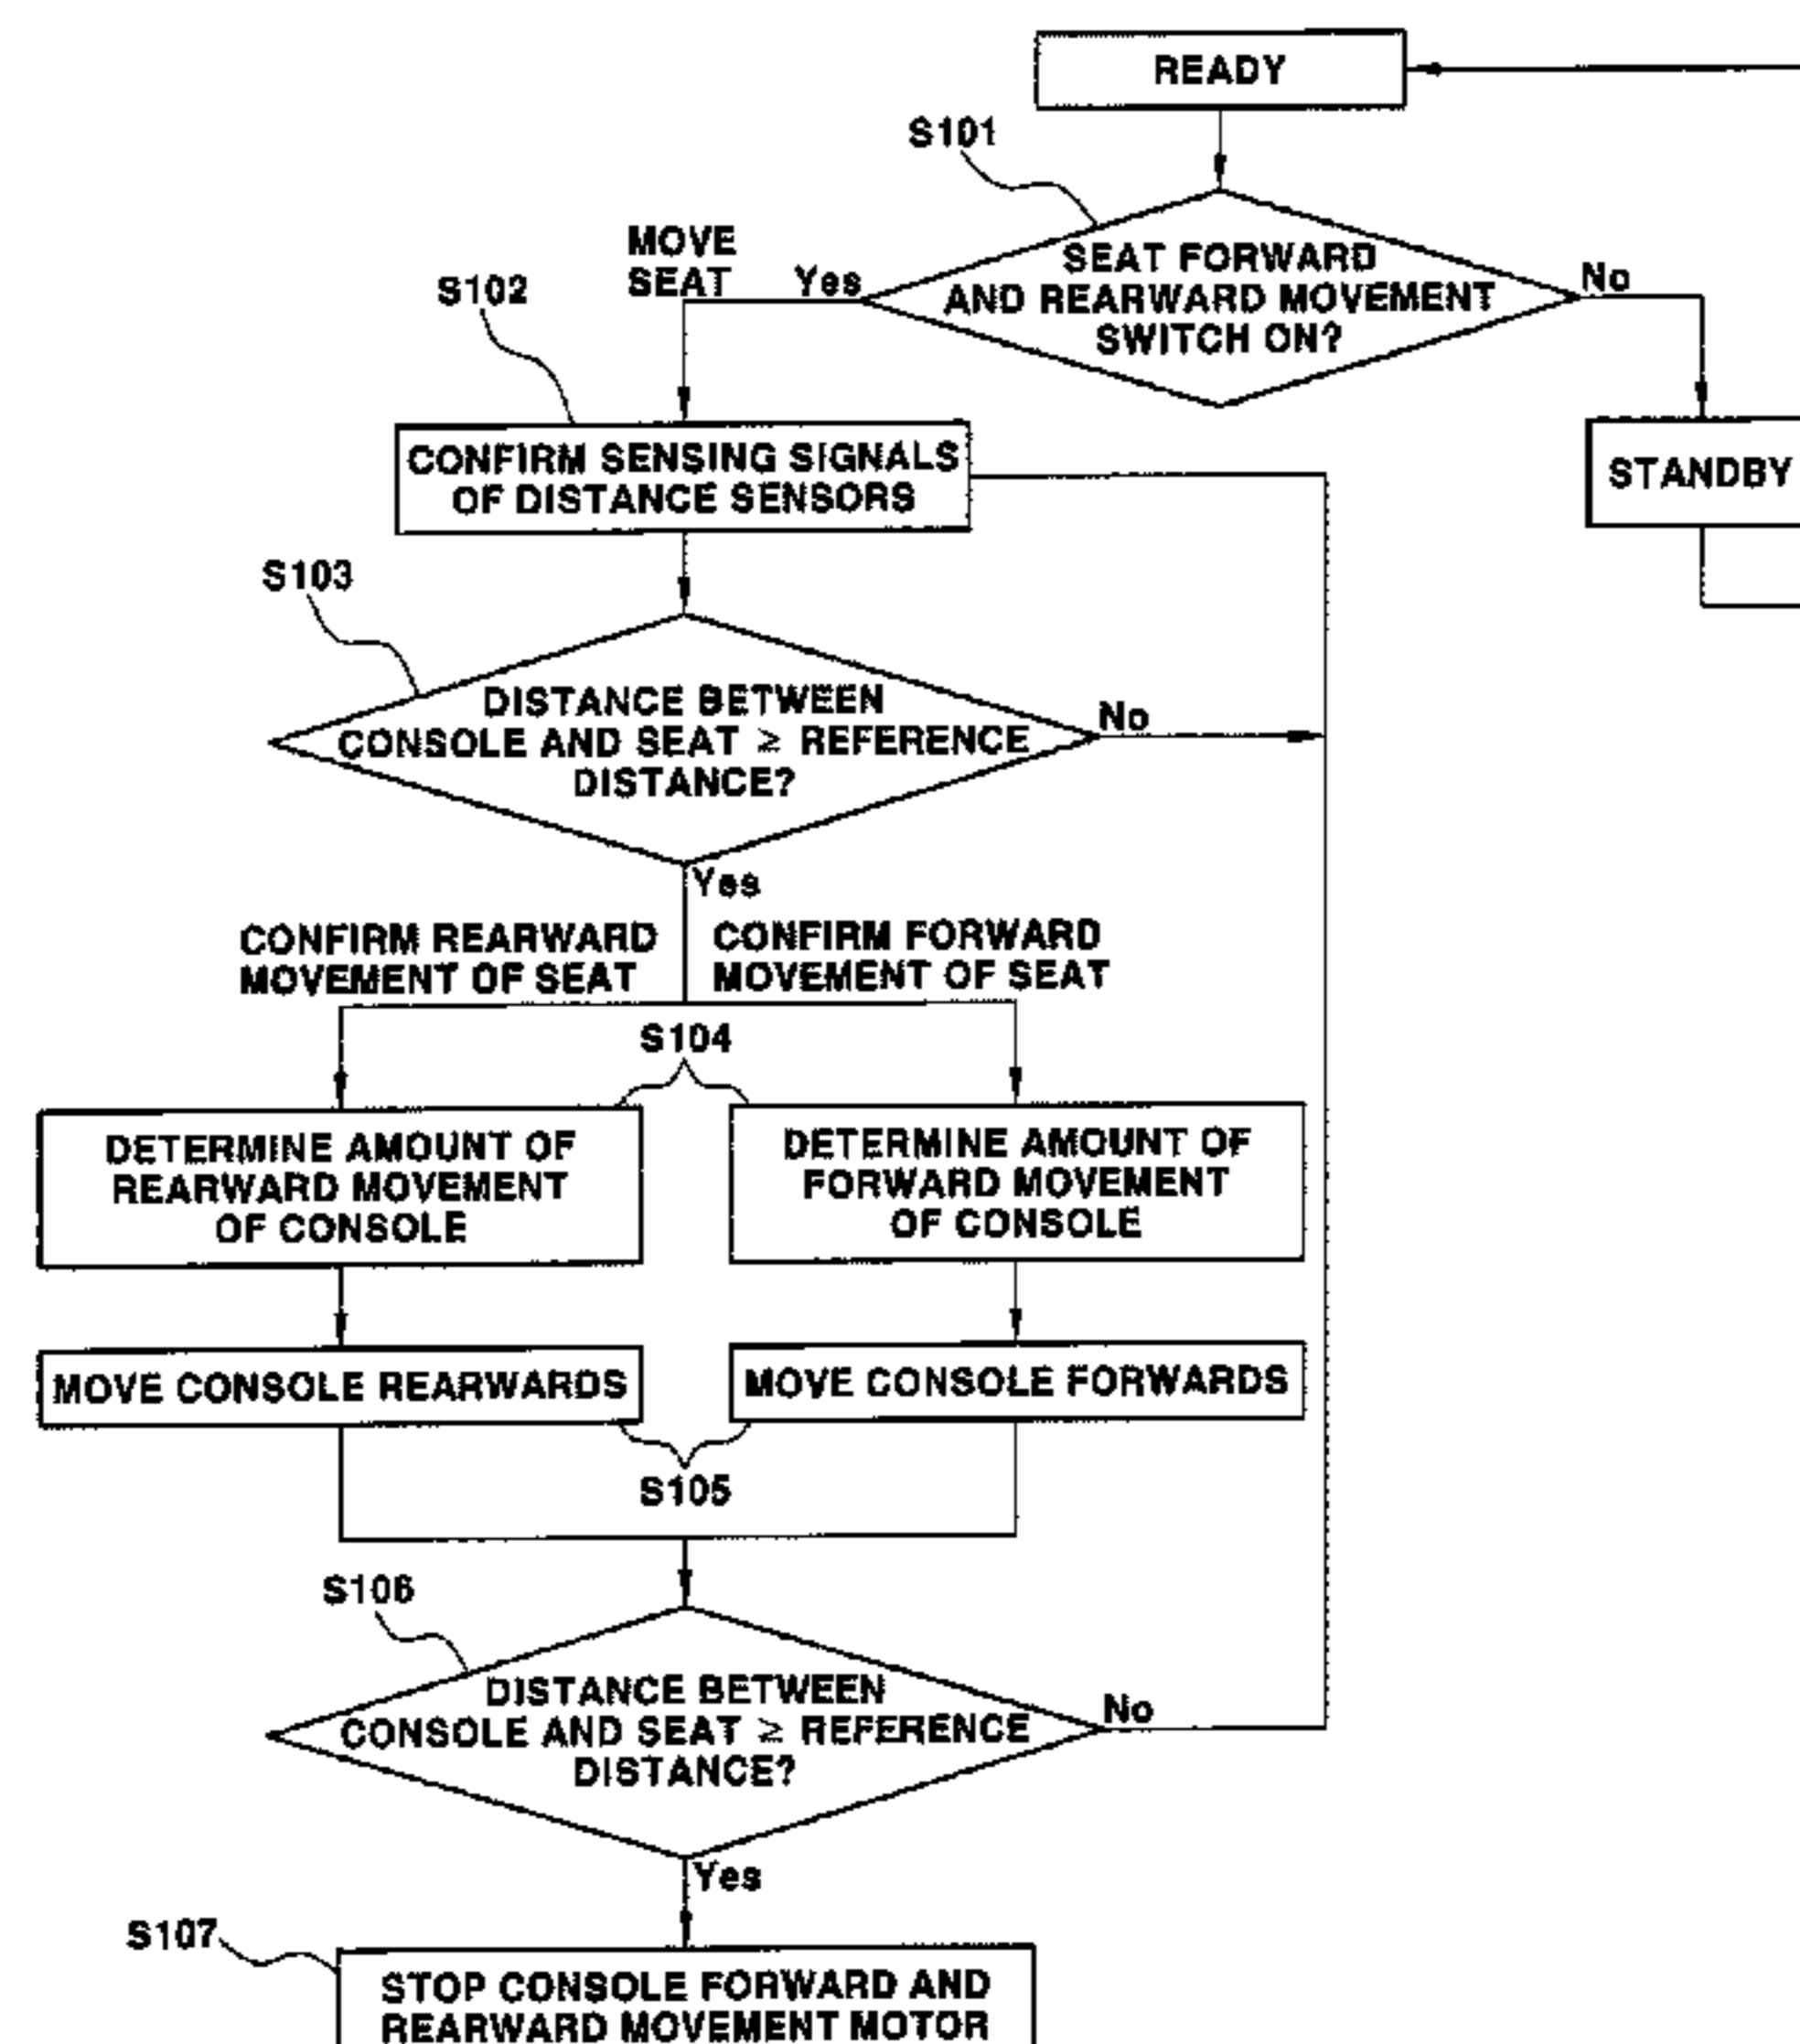 READY
S101
SEAT FORWARD
AND REARWARD MOVEMENT
SWITCH ON?
MOVE
SEAT
Yes
No
S102
CONFIRM SENSING SIGNALS
OF DISTANCE SENSORS
STANDBY
S103
DISTANCE BETWEEN
CONSOLE AND SEAT ≥ REFERENCE
DISTANCE?
No
Yes
CONFIRM REARWARD
MOVEMENT OF SEAT
CONFIRM FORWARD
MOVEMENT OF SEAT
S104
DETERMINE AMOUNT OF
REARWARD MOVEMENT
OF CONSOLE
DETERMINE AMOUNT OF
FORWARD MOVEMENT
OF CONSOLE
MOVE CONSOLE REARWARDS
MOVE CONSOLE FORWARDS
S105
S106
DISTANCE BETWEEN
CONSOLE AND SEAT ≥ REFERENCE
DISTANCE?
No
Yes
S107
STOP CONSOLE FORWARD AND
REARWARD MOVEMENT MOTOR